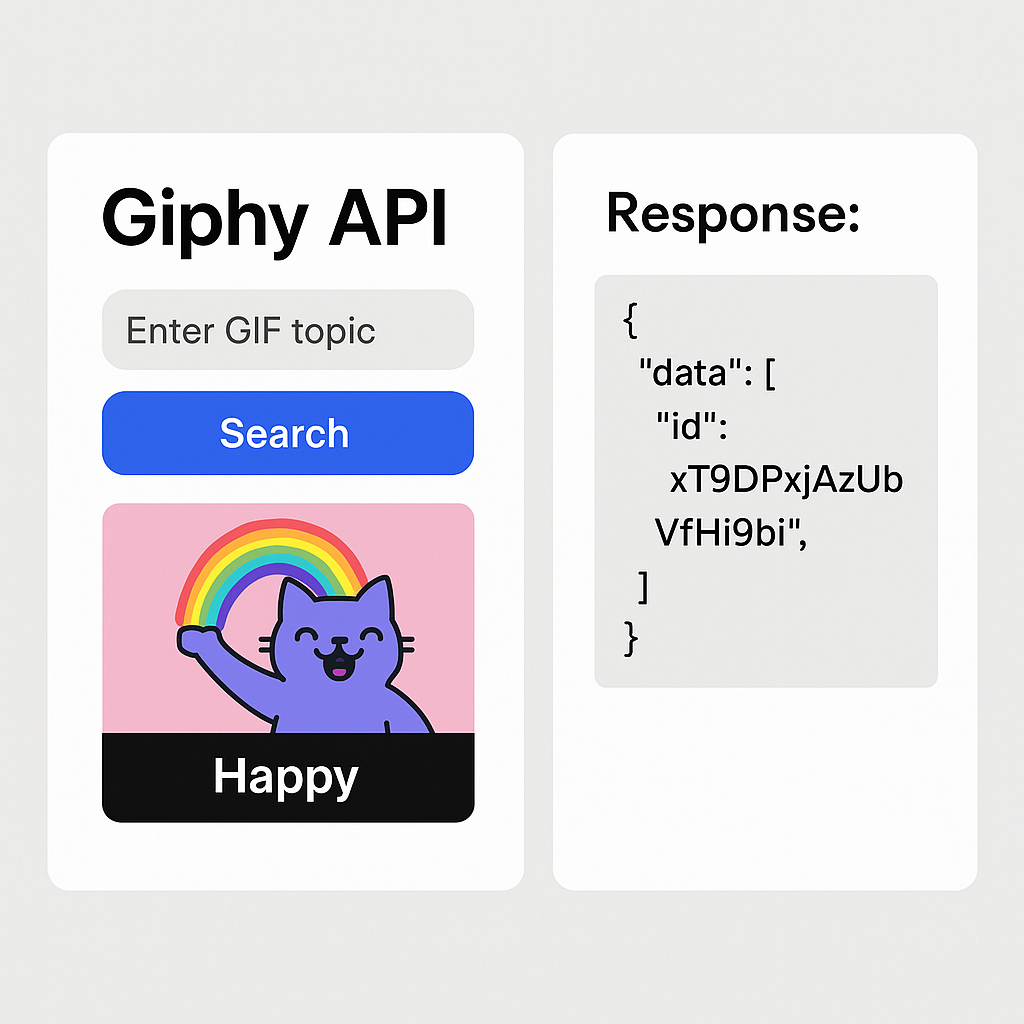 Giphy API
Enter GIF topic
Search
Happy
Response:
{
"data": [
"id":
xT9DPxjAzUb
VfHi9bi",
]
}